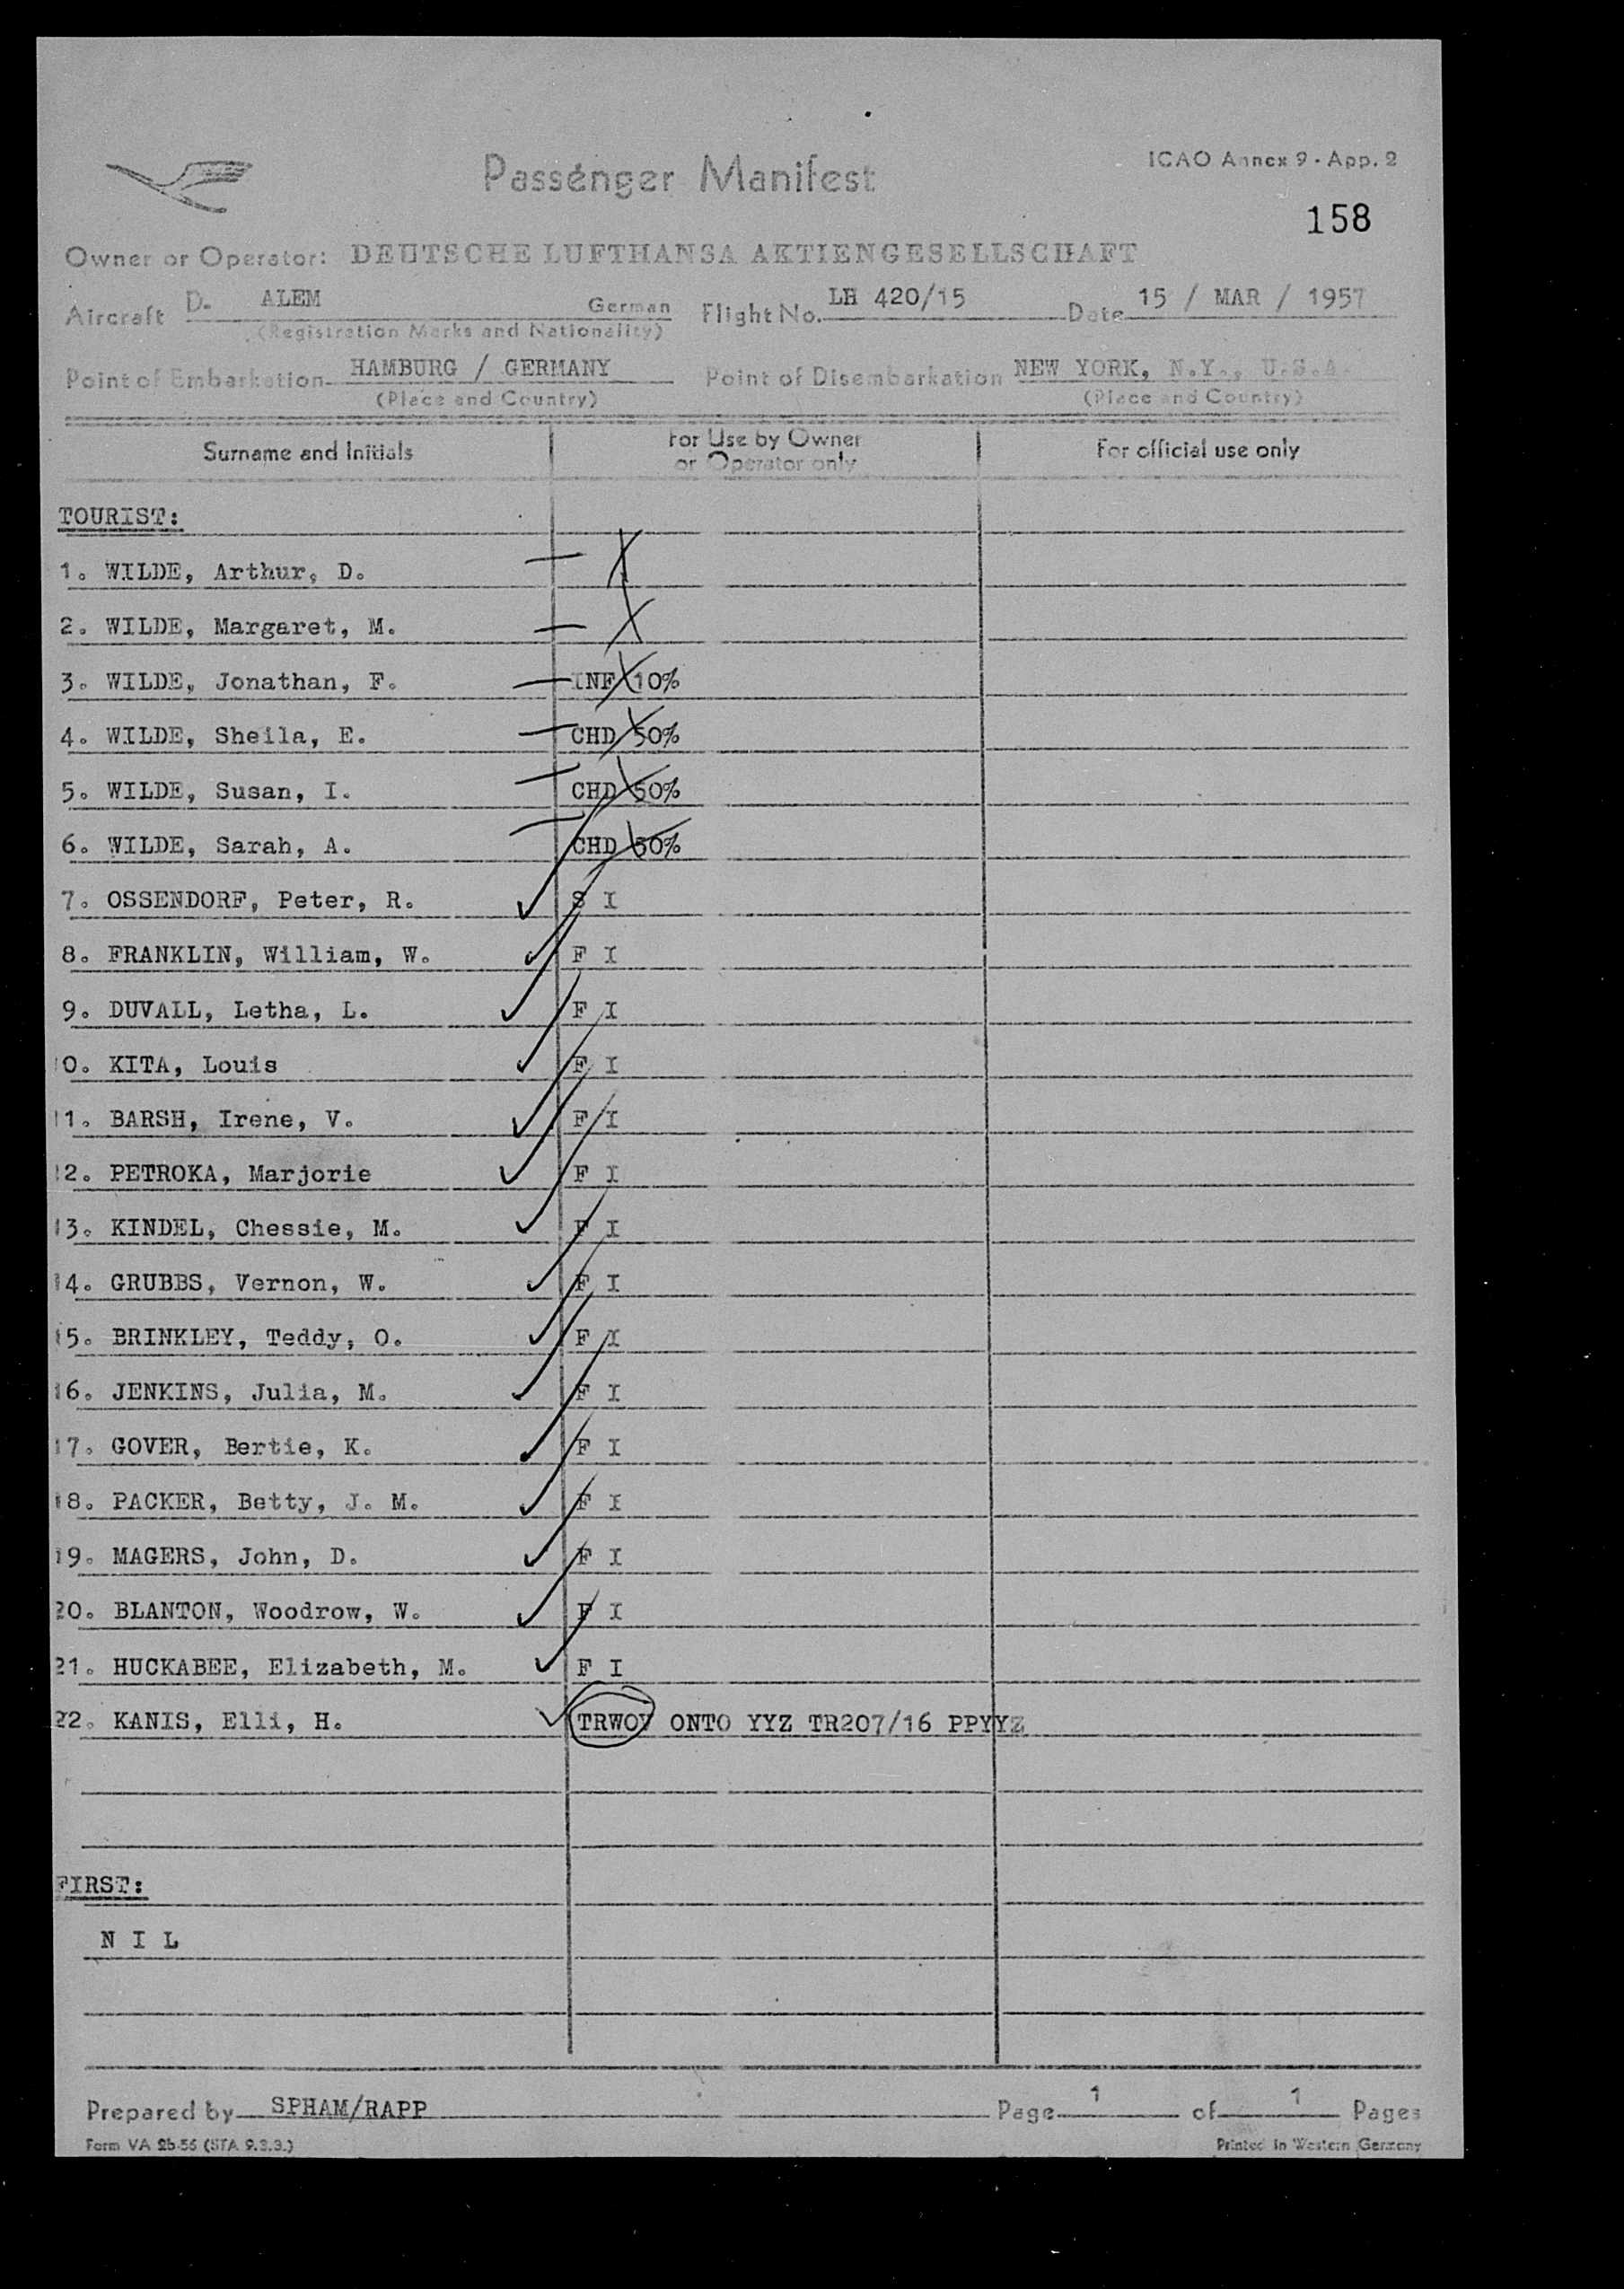 Passenger Manifest
ICAO Annex 9 - App. 2
158
Owner or Operator: DEUTSCHE LUFTHANSA AKTIENGESELLSCHAFT
Aircraft D. ALEM German Flight No. LH 420/15 Date 15 / MAR / 1957
(Registration Marks and Nationality)
Point of Embarkation HAMBURG / GERMANY Point of Disembarkation NEW YORK, N.Y., U.S.A.
(Place and Country) (Place and Country)
Surname and Initials For Use by Owner or Operator only For official use only
TOURIST:
1. WILDE, Arthur, D.
2. WILDE, Margaret, M.
3. WILDE, Jonathan, F. INF 10%
4. WILDE, Sheila, E. CHD 50%
5. WILDE, Susan, I. CHD 50%
6. WILDE, Sarah, A. CHD 50%
7. OSSENDORF, Peter, R. S I
8. FRANKLIN, William, W. F I
9. DUVALL, Letha, L. F I
10. KITA, Louis F I
11. BARSH, Irene, V. F I
12. PETROKA, Marjorie F I
13. KINDEL, Chessie, M. F I
14. GRUBBS, Vernon, W. F I
15. BRINKLEY, Teddy, O. F I
16. JENKINS, Julia, M. F I
17. GOVER, Bertie, K. F I
18. PACKER, Betty, J. M. F I
19. MAGERS, John, D. F I
20. BLANTON, Woodrow, W. F I
21. HUCKABEE, Elizabeth, M. F I
22. KANIS, Elli, H. TRWOV ONTO YYZ TR207/16 PPYYZ
FIRST:
N I L
Prepared by SPHAM/RAPP Page 1 of 1 Pages
Form VA 2b-56 (STA 9.3.3.) Printed in Western Germany